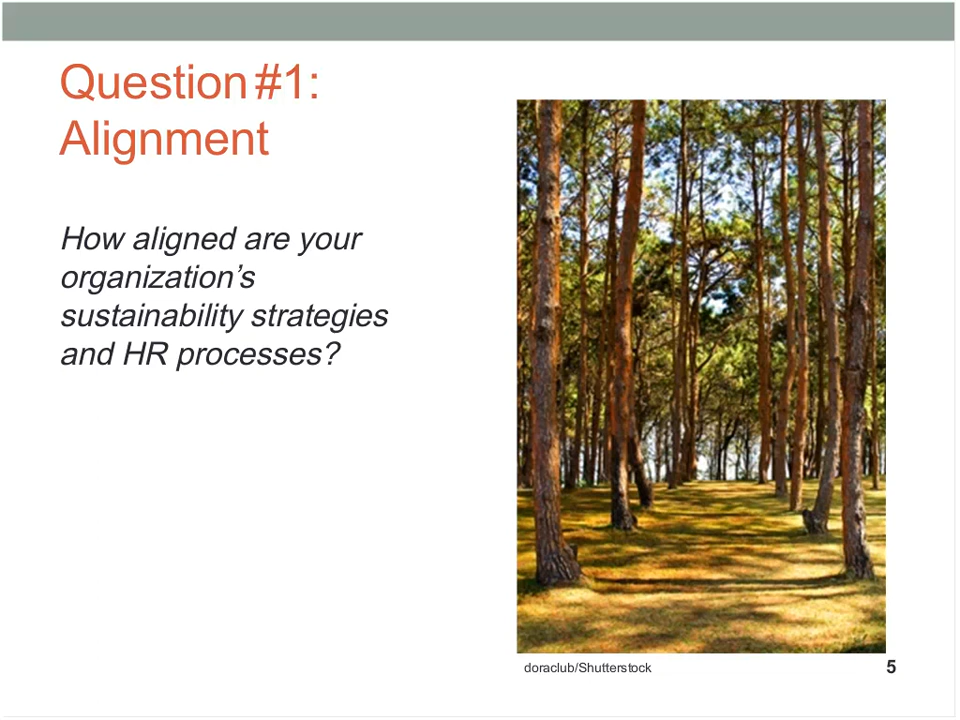 Question #1:
Alignment
How aligned are your
organization’s
sustainability strategies
and HR processes?
doraclub/Shutterstock
5